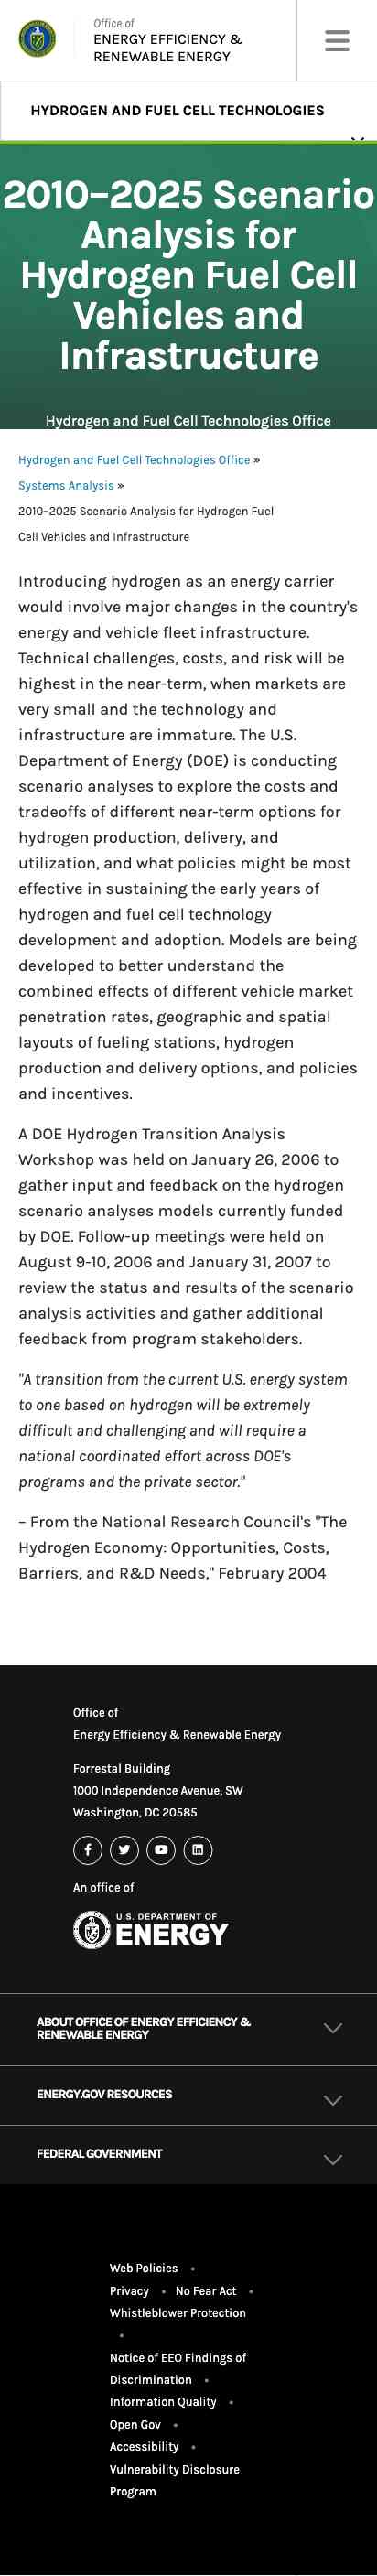 Office of
ENERGY EFFICIENCY &
RENEWABLE ENERGY
HYDROGEN AND FUEL CELL TECHNOLOGIES
2010–2025 Scenario
Analysis for
Hydrogen Fuel Cell
Vehicles and
Infrastructure
Hydrogen and Fuel Cell Technologies Office
Hydrogen and Fuel Cell Technologies Office »
Systems Analysis »
2010–2025 Scenario Analysis for Hydrogen Fuel
Cell Vehicles and Infrastructure
Introducing hydrogen as an energy carrier
would involve major changes in the country's
energy and vehicle fleet infrastructure.
Technical challenges, costs, and risk will be
highest in the near-term, when markets are
very small and the technology and
infrastructure are immature. The U.S.
Department of Energy (DOE) is conducting
scenario analyses to explore the costs and
tradeoffs of different near-term options for
hydrogen production, delivery, and
utilization, and what policies might be most
effective in sustaining the early years of
hydrogen and fuel cell technology
development and adoption. Models are being
developed to better understand the
combined effects of different vehicle market
penetration rates, geographic and spatial
layouts of fueling stations, hydrogen
production and delivery options, and policies
and incentives.
A DOE Hydrogen Transition Analysis
Workshop was held on January 26, 2006 to
gather input and feedback on the hydrogen
scenario analyses models currently funded
by DOE. Follow-up meetings were held on
August 9-10, 2006 and January 31, 2007 to
review the status and results of the scenario
analysis activities and gather additional
feedback from program stakeholders.
"A transition from the current U.S. energy system
to one based on hydrogen will be extremely
difficult and challenging and will require a
national coordinated effort across DOE's
programs and the private sector."
– From the National Research Council's "The
Hydrogen Economy: Opportunities, Costs,
Barriers, and R&D Needs," February 2004
Office of
Energy Efficiency & Renewable Energy
Forrestal Building
1000 Independence Avenue, SW
Washington, DC 20585
An office of
U.S. DEPARTMENT OF
ENERGY
ABOUT OFFICE OF ENERGY EFFICIENCY &
RENEWABLE ENERGY
ENERGY.GOV RESOURCES
FEDERAL GOVERNMENT
Web Policies •
Privacy • No Fear Act •
Whistleblower Protection
•
Notice of EEO Findings of
Discrimination •
Information Quality •
Open Gov •
Accessibility •
Vulnerability Disclosure
Program